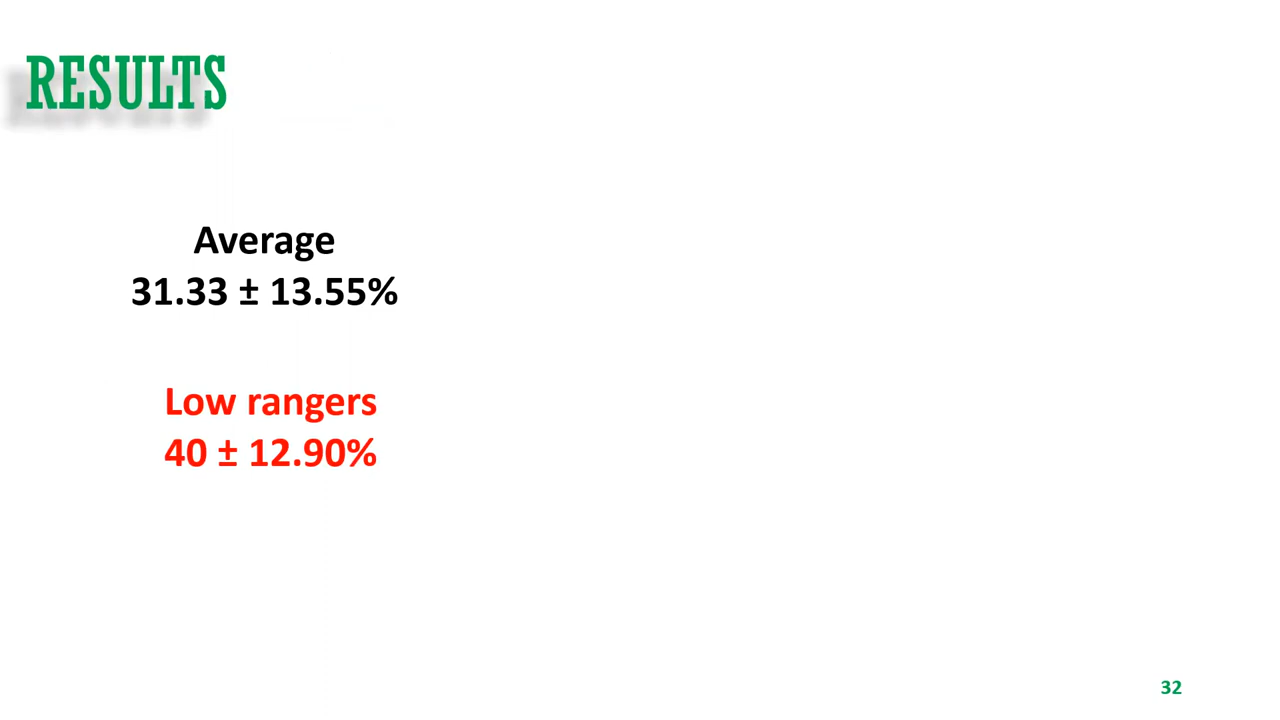 RESULTS
Average
31.33 ± 13.55%
Low rangers
40 ± 12.90%
32